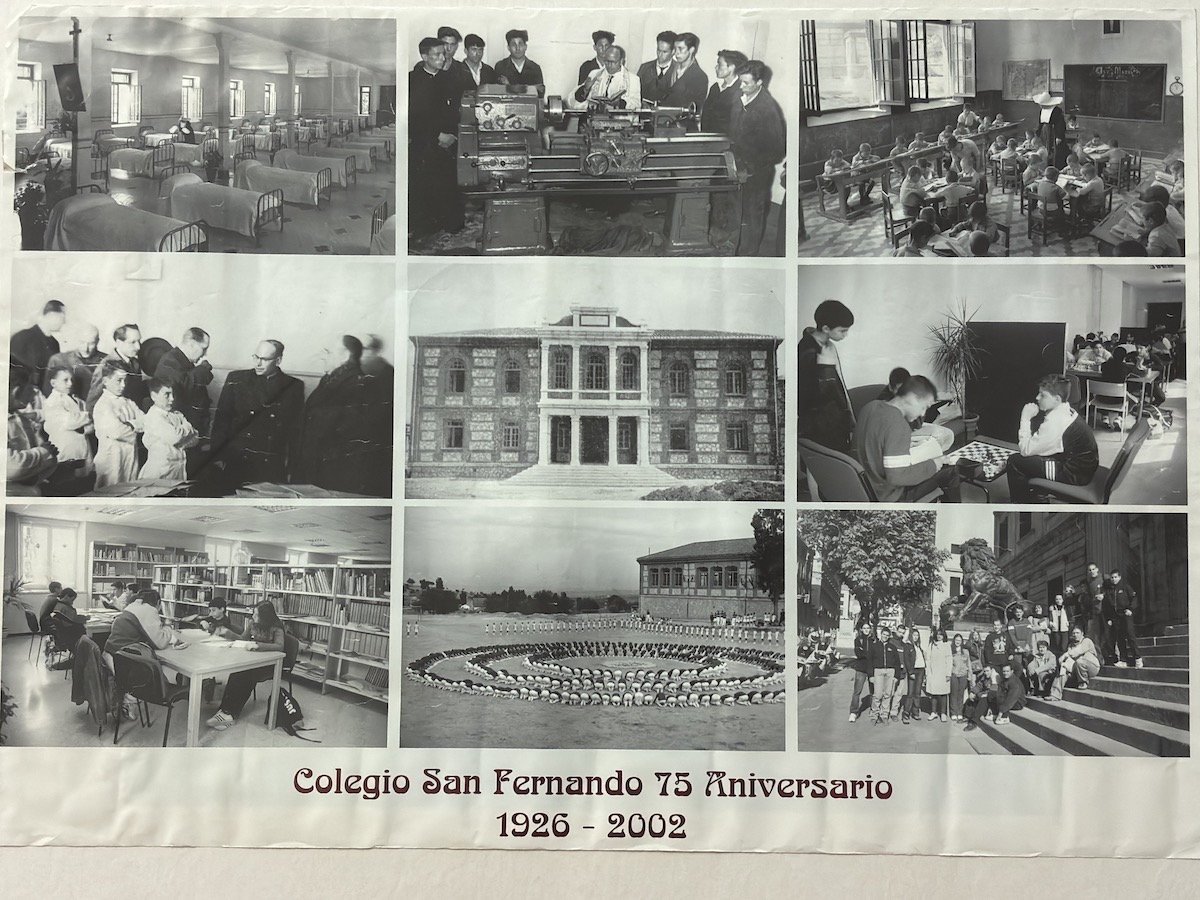 Colegio San Fernando 75 Aniversario
1926 - 2002